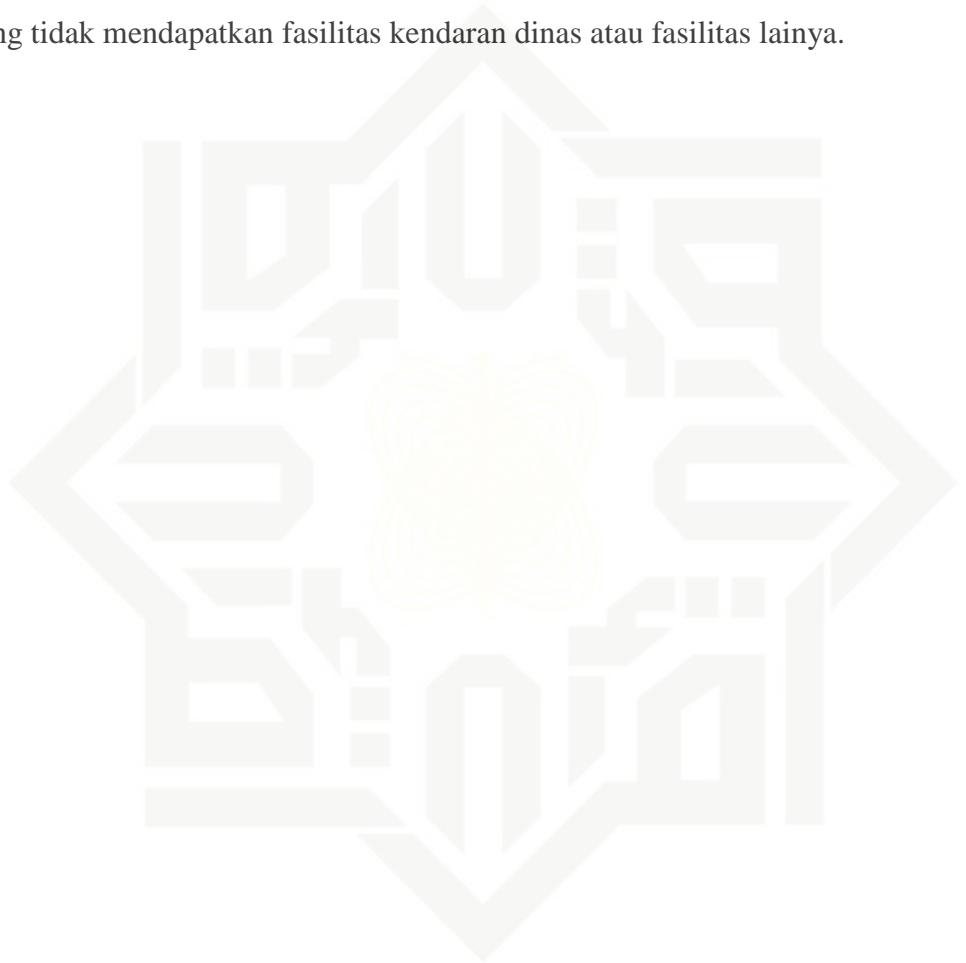 ng tidak mendapatkan fasilitas kendaran dinas atau fasilitas lainya.